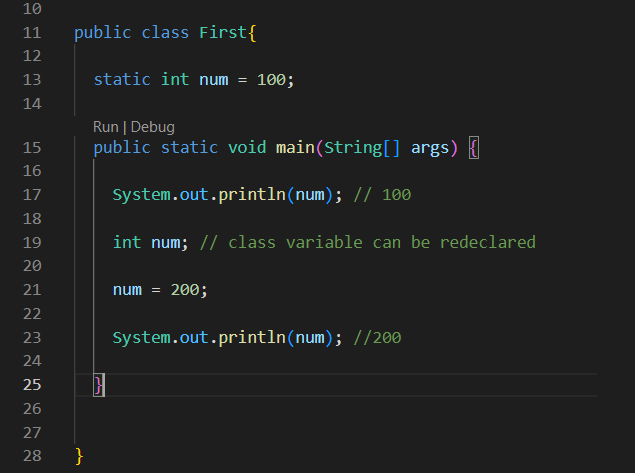 10
11 public class First{
12
13 static int num = 100;
14
Run | Debug
15 public static void main(String[] args) {
16
17 System.out.println(num); // 100
18
19 int num; // class variable can be redeclared
20
21 num = 200;
22
23 System.out.println(num); //200
24
25 }
26
27
28 }